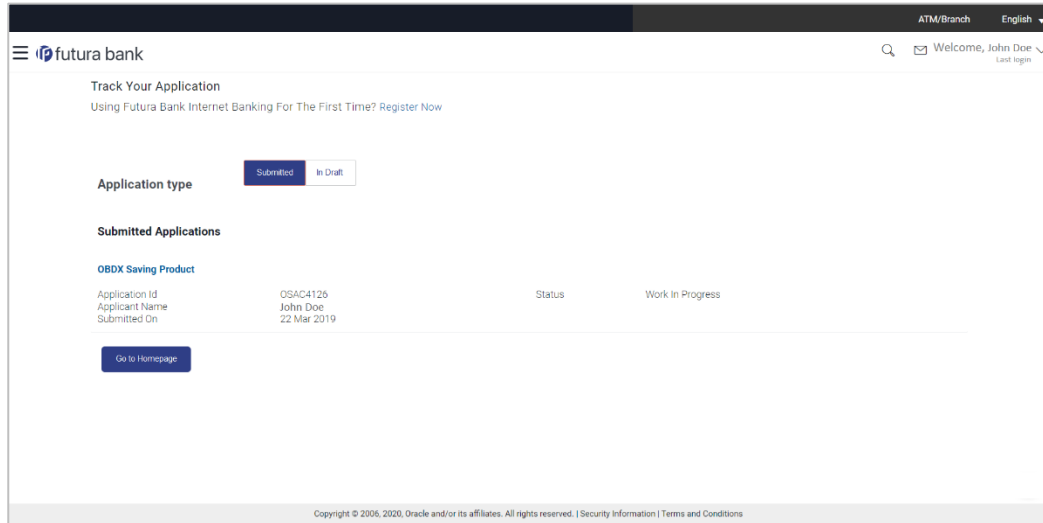 ATM/Branch English
futura bank Welcome, John Doe
Last login
Track Your Application
Using Futura Bank Internet Banking For The First Time? Register Now
Application type Submitted In Draft
Submitted Applications
OBDX Saving Product
Application Id OSAC4126 Status Work In Progress
Applicant Name John Doe
Submitted On 22 Mar 2019
Go to Homepage
Copyright © 2006, 2020, Oracle and/or its affiliates. All rights reserved. | Security Information | Terms and Conditions